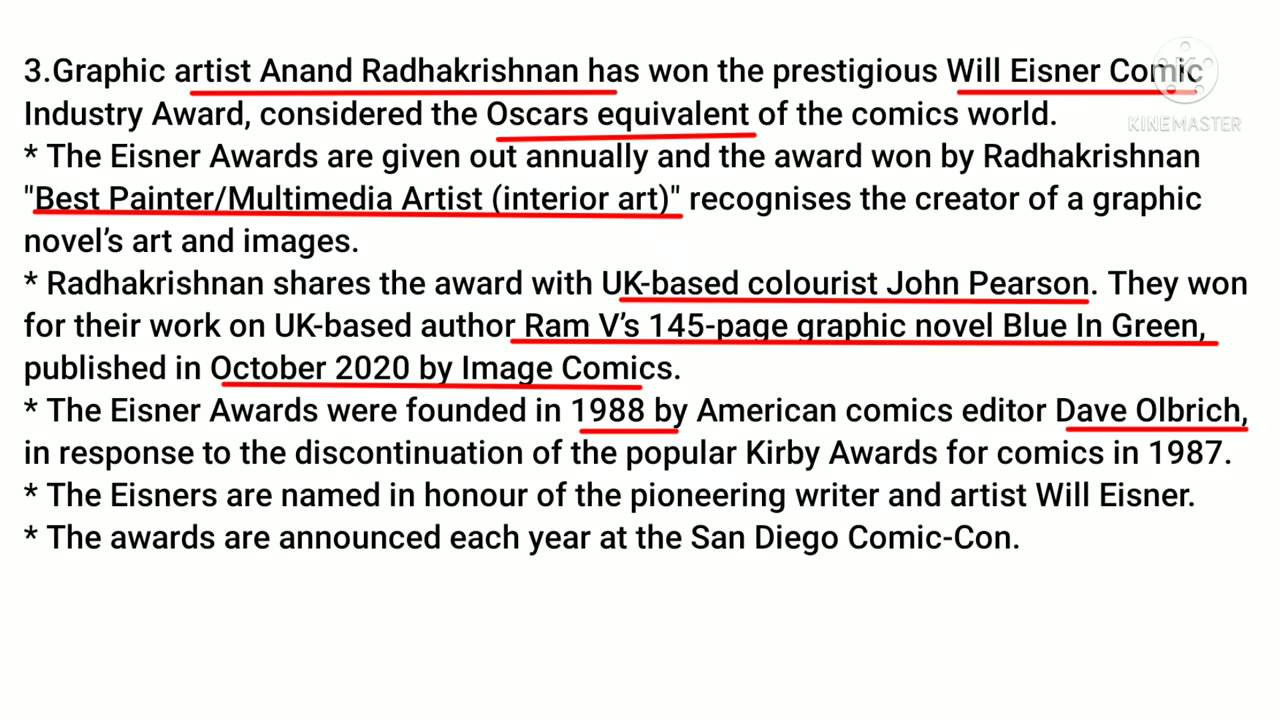 3.Graphic artist Anand Radhakrishnan has won the prestigious Will Eisner Comic
Industry Award, considered the Oscars equivalent of the comics world.
KINEMASTER
* The Eisner Awards are given out annually and the award won by Radhakrishnan
"Best Painter/Multimedia Artist (interior art)" recognises the creator of a graphic
novel’s art and images.
* Radhakrishnan shares the award with UK-based colourist John Pearson. They won
for their work on UK-based author Ram V’s 145-page graphic novel Blue In Green,
published in October 2020 by Image Comics.
* The Eisner Awards were founded in 1988 by American comics editor Dave Olbrich,
in response to the discontinuation of the popular Kirby Awards for comics in 1987.
* The Eisners are named in honour of the pioneering writer and artist Will Eisner.
* The awards are announced each year at the San Diego Comic-Con.